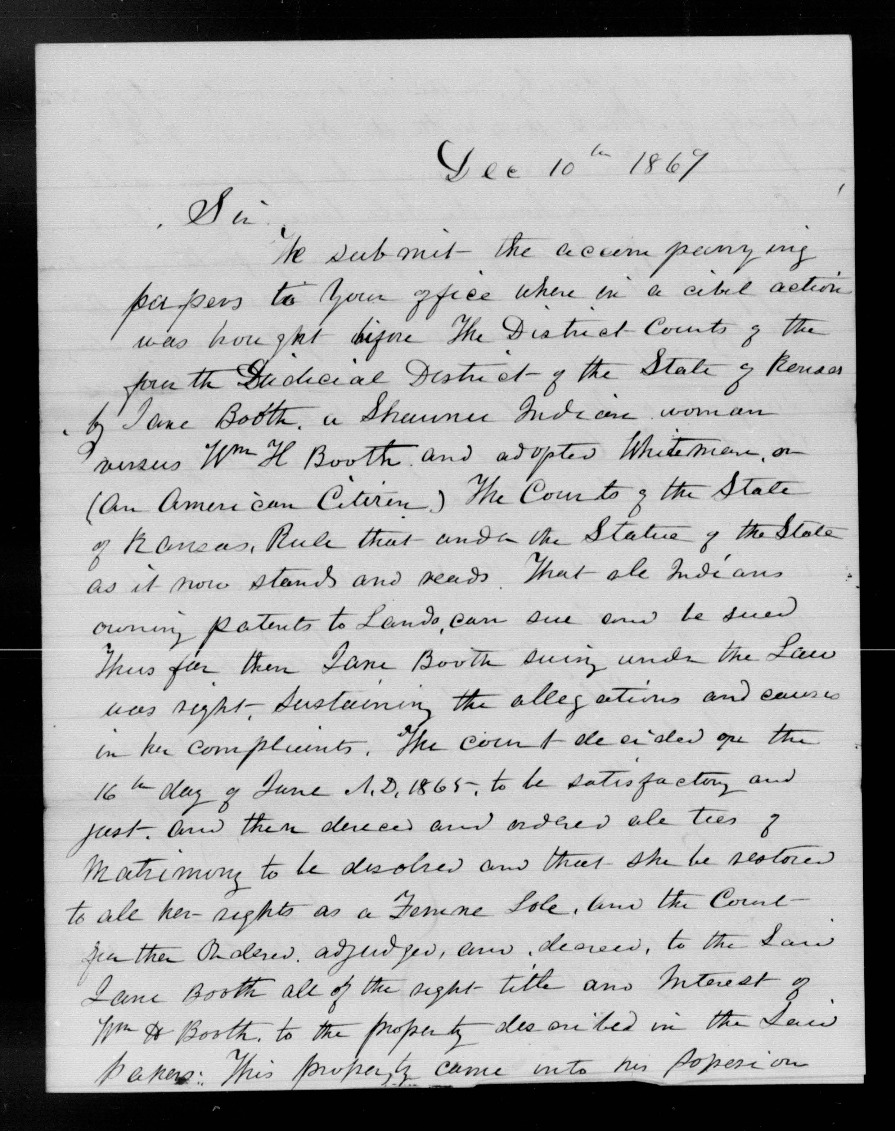 Dec 10th 1869
Sir
We submit the accompanying
papers to Your office where in a cibil action
was brought bifore The District Courts of the
fourth Judicial District of the State of Kansas
by Jane Booth, a Shawnee Indian woman
versus Wm H Booth and adopted Whiteman, or
(An American Citizen) The Courts of the State
of Kansas, Rule that under the Statue of the State
as it now stands and reads That all Indians
owning patents to Lands, can sue and be sued
Thus far then Jane Booth suing under the Law
was right, sustaining the allegations and causes
in her complaints. The court decided on the
16th day of June A.D. 1865, to be satisfactory and
just. and then dereed and ordered all ties of
Matrimony to be disolved and that she be restored
to all her rights as a Femme Sole, and the Court
further Ordered, adjudged, and, decreed, to the Said
Jane Booth all of the right title and Interest of
Wm H Booth, to the property described in the Said
Papers: This property came into his